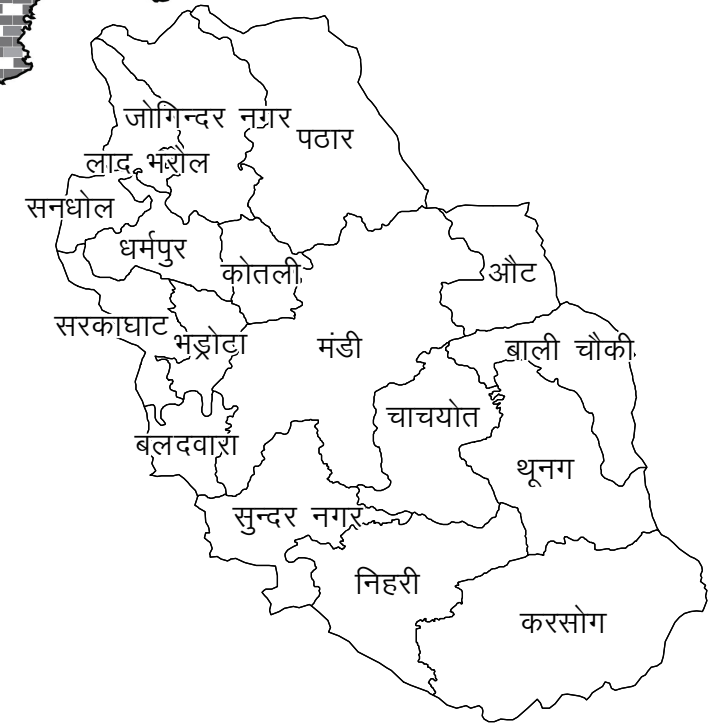 जोगिन्दर नगर
पठार
लाद भरोल
सनधोल
धर्मपुर
कोतली
औट
सरकाघाट
भड्रोटा
मंडी
बाली चौकी
चाचयोत
बलदवारा
थूनग
सुन्दर नगर
निहरी
करसोग